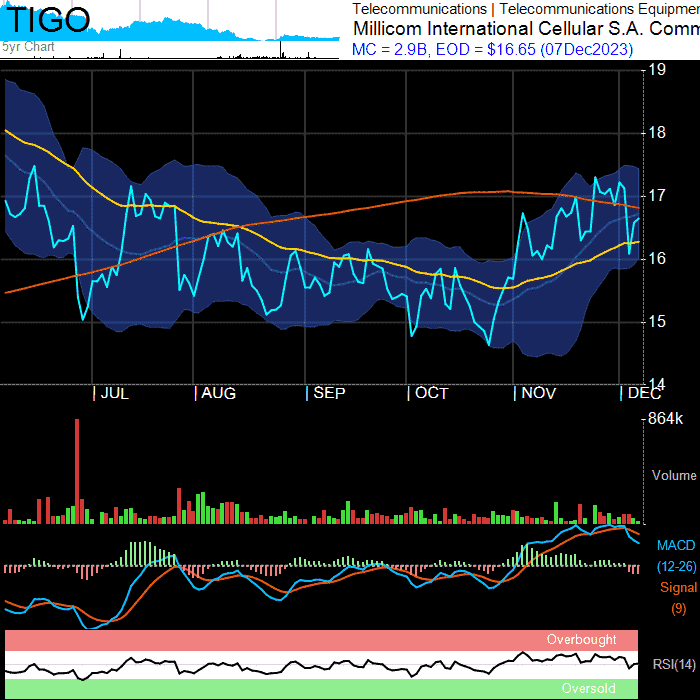 TIGO
5yr Chart
Telecommunications | Telecommunications Equipmen
Millicom International Cellular S.A. Comm
MC = 2.9B, EOD = $16.65 (07Dec2023)
19
18
17
16
15
14
| JUL | AUG | SEP | OCT | NOV | DEC
864k
Volume
MACD
(12-26)
Signal
(9)
Overbought
RSI(14)
Oversold